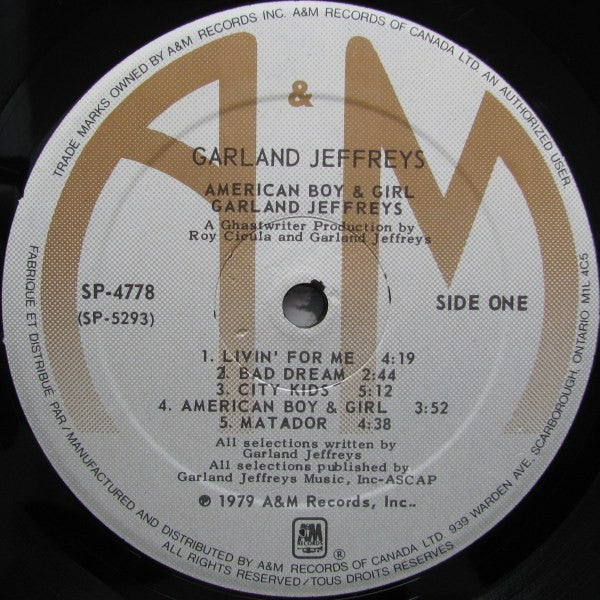 TRADE MARKS OWNED BY A&M RECORDS INC. A&M RECORDS OF CANADA LTD. AN AUTHORIZED USER
A & M
GARLAND JEFFREYS
AMERICAN BOY & GIRL
GARLAND JEFFREYS
A Ghastwriter Production by
Roy Cicula and Garland Jeffreys
SP-4778
(SP-5293)
SIDE ONE
1. LIVIN' FOR ME 4:19
2. BAD DREAM 2:44
3. CITY KIDS 5:12
4. AMERICAN BOY & GIRL 3:52
5. MATADOR 4:38
All selections written by
Garland Jeffreys
All selections published by
Garland Jeffreys Music, Inc-ASCAP
℗ 1979 A&M Records, Inc..
A&M
RECORDS
®
FABRIQUE ET DISTRIBUÉ PAR / MANUFACTURED AND DISTRIBUTED BY A&M RECORDS OF CANADA LTD. 939 WARDEN AVE. SCARBOROUGH, ONTARIO M1L 4C5
ALL RIGHTS RESERVED / TOUS DROITS RESERVÉS